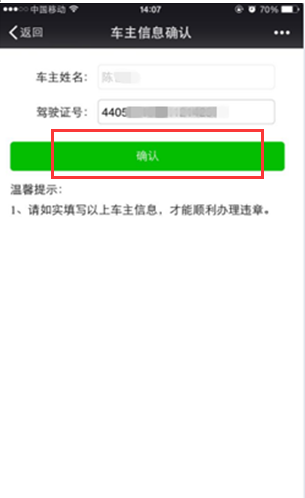 中国移动 14:07 70%
返回 车主信息确认
车主姓名： 陈
驾驶证号： 4405
确认
温馨提示：
1、请如实填写以上车主信息，才能顺利办理违章。